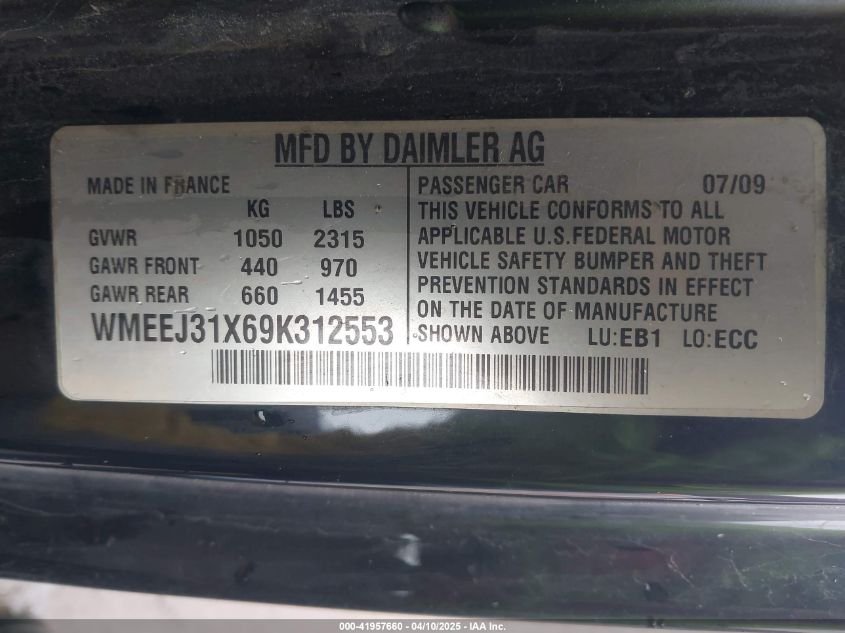 MFD BY DAIMLER AG
MADE IN FRANCE
KG LBS
GVWR 1050 2315
GAWR FRONT 440 970
GAWR REAR 660 1455
WMEEJ31X69K312553
PASSENGER CAR 07/09
THIS VEHICLE CONFORMS TO ALL
APPLICABLE U.S.FEDERAL MOTOR
VEHICLE SAFETY BUMPER AND THEFT
PREVENTION STANDARDS IN EFFECT
ON THE DATE OF MANUFACTURE
SHOWN ABOVE LU:EB1 LO:ECC
000-41957660 - 04/10/2025 - IAA Inc.